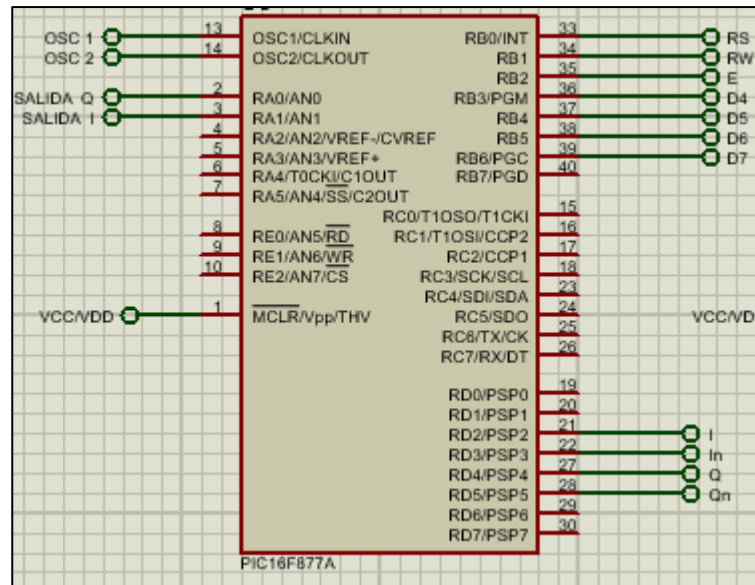 OSC 1
OSC 2
SALIDA Q
SALIDA I
VCC/VDD
13
14
2
3
4
5
6
7
8
9
10
1
OSC1/CLKIN
OSC2/CLKOUT
RA0/AN0
RA1/AN1
RA2/AN2/VREF-/CVREF
RA3/AN3/VREF+
RA4/T0CKI/C1OUT
RA5/AN4/SS/C2OUT
RE0/AN5/RD
RE1/AN6/WR
RE2/AN7/CS
MCLR/Vpp/THV
RB0/INT
RB1
RB2
RB3/PGM
RB4
RB5
RB6/PGC
RB7/PGD
RC0/T1OSO/T1CKI
RC1/T1OSI/CCP2
RC2/CCP1
RC3/SCK/SCL
RC4/SDI/SDA
RC5/SDO
RC6/TX/CK
RC7/RX/DT
RD0/PSP0
RD1/PSP1
RD2/PSP2
RD3/PSP3
RD4/PSP4
RD5/PSP5
RD6/PSP6
RD7/PSP7
33
34
35
36
37
38
39
40
15
16
17
18
23
24
25
26
19
20
21
22
27
28
29
30
RS
RW
E
D4
D5
D6
D7
VCC/VD
I
In
Q
Qn
PIC16F877A